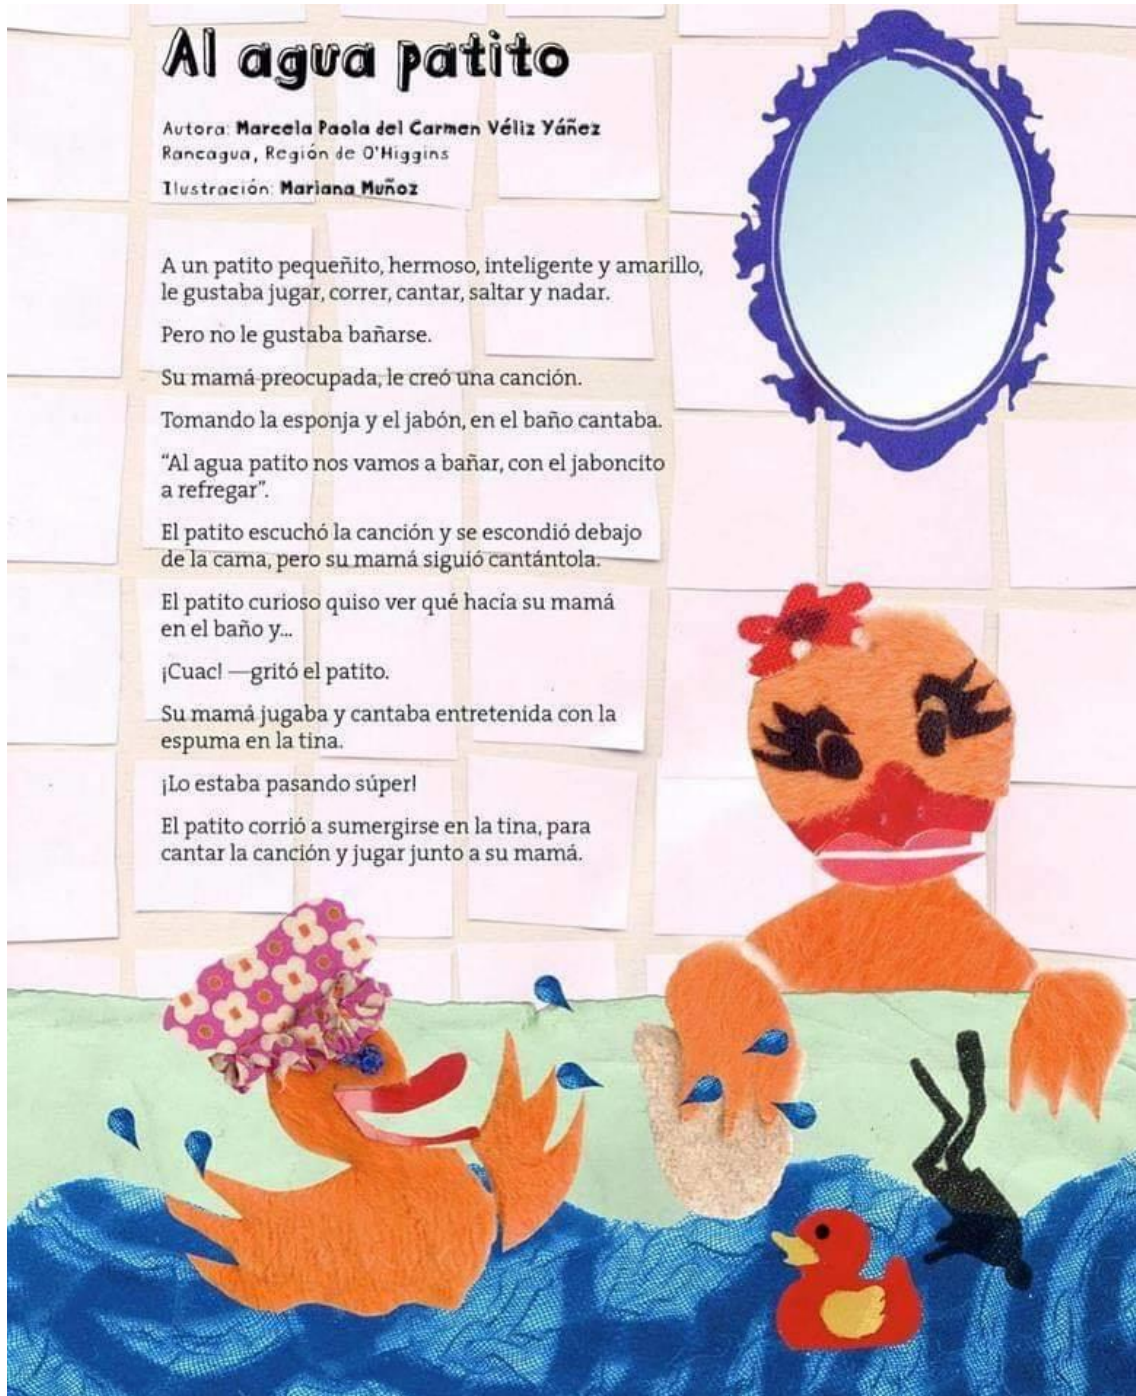 Al agua patito
Autora: Marcela Paola del Carmen Véliz Yáñez
Rancagua, Región de O'Higgins
Ilustración: Mariana Muñoz
A un patito pequeñito, hermoso, inteligente y amarillo,
le gustaba jugar, correr, cantar, saltar y nadar.
Pero no le gustaba bañarse.
Su mamá preocupada, le creó una canción.
Tomando la esponja y el jabón, en el baño cantaba.
“Al agua patito nos vamos a bañar, con el jaboncito
a refregar”.
El patito escuchó la canción y se escondió debajo
de la cama, pero su mamá siguió cantántola.
El patito curioso quiso ver qué hacía su mamá
en el baño y...
¡Cuac! —gritó el patito.
Su mamá jugaba y cantaba entretenida con la
espuma en la tina.
¡Lo estaba pasando súper!
El patito corrió a sumergirse en la tina, para
cantar la canción y jugar junto a su mamá.